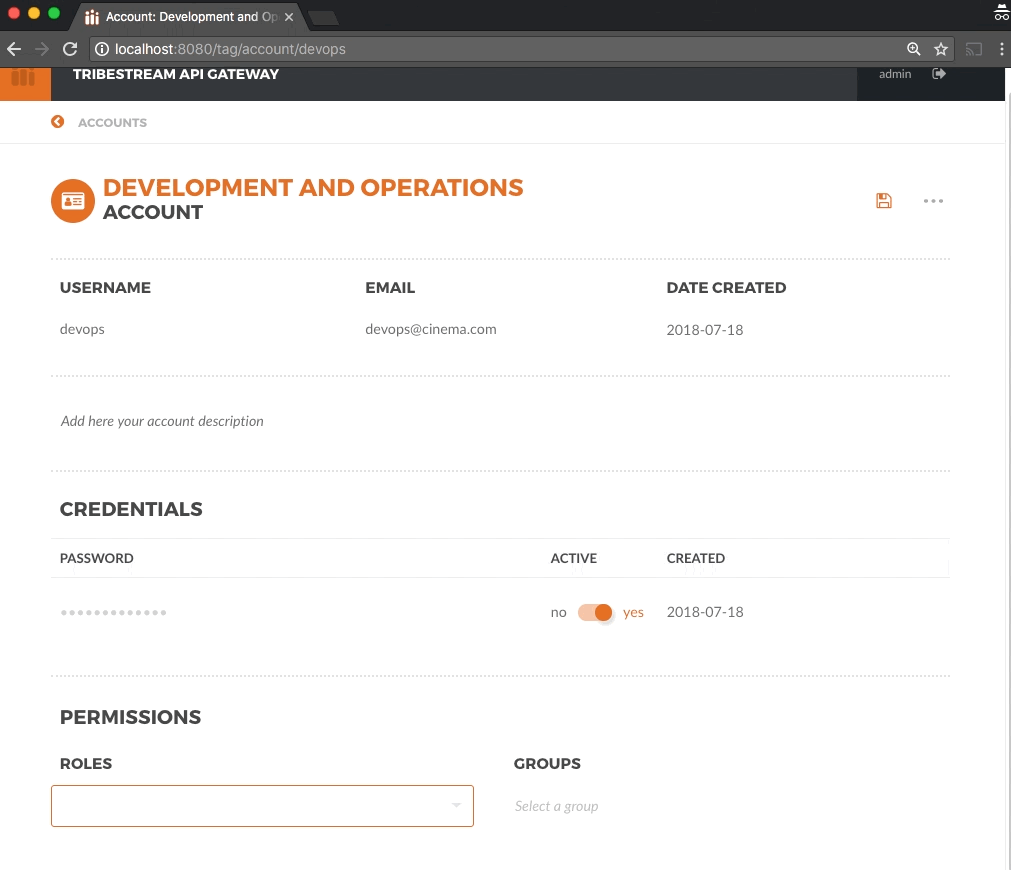 Account: Development and Op
localhost:8080/tag/account/devops
TRIBESTREAM API GATEWAY
admin
ACCOUNTS
DEVELOPMENT AND OPERATIONS
ACCOUNT
USERNAME EMAIL DATE CREATED
devops devops@cinema.com 2018-07-18
Add here your account description
CREDENTIALS
PASSWORD ACTIVE CREATED
no yes 2018-07-18
PERMISSIONS
ROLES GROUPS
Select a group